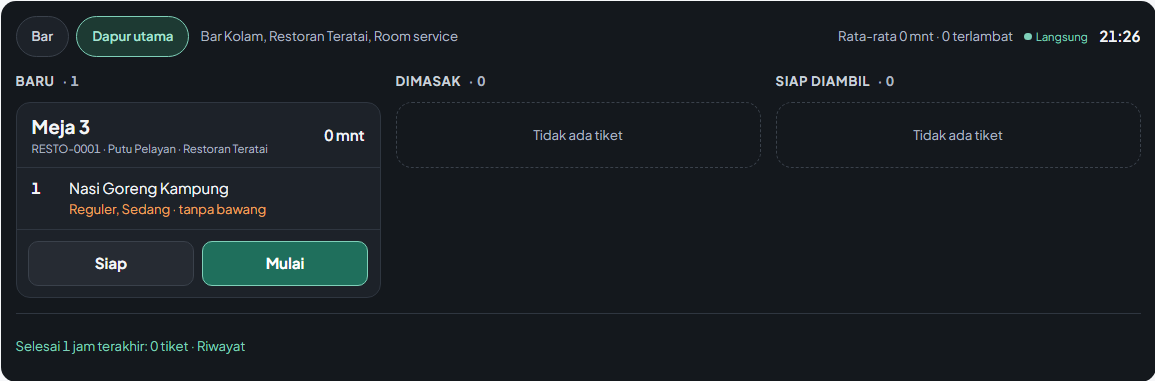 Bar
Dapur utama
Bar Kolam, Restoran Teratai, Room service
Rata-rata 0 mnt · 0 terlambat
Langsung
21:26
BARU · 1
DIMASAK · 0
SIAP DIAMBIL · 0
Meja 3
0 mnt
RESTO-0001 · Putu Pelayan · Restoran Teratai
1 Nasi Goreng Kampung
Reguler, Sedang · tanpa bawang
Siap
Mulai
Tidak ada tiket
Tidak ada tiket
Selesai 1 jam terakhir: 0 tiket · Riwayat